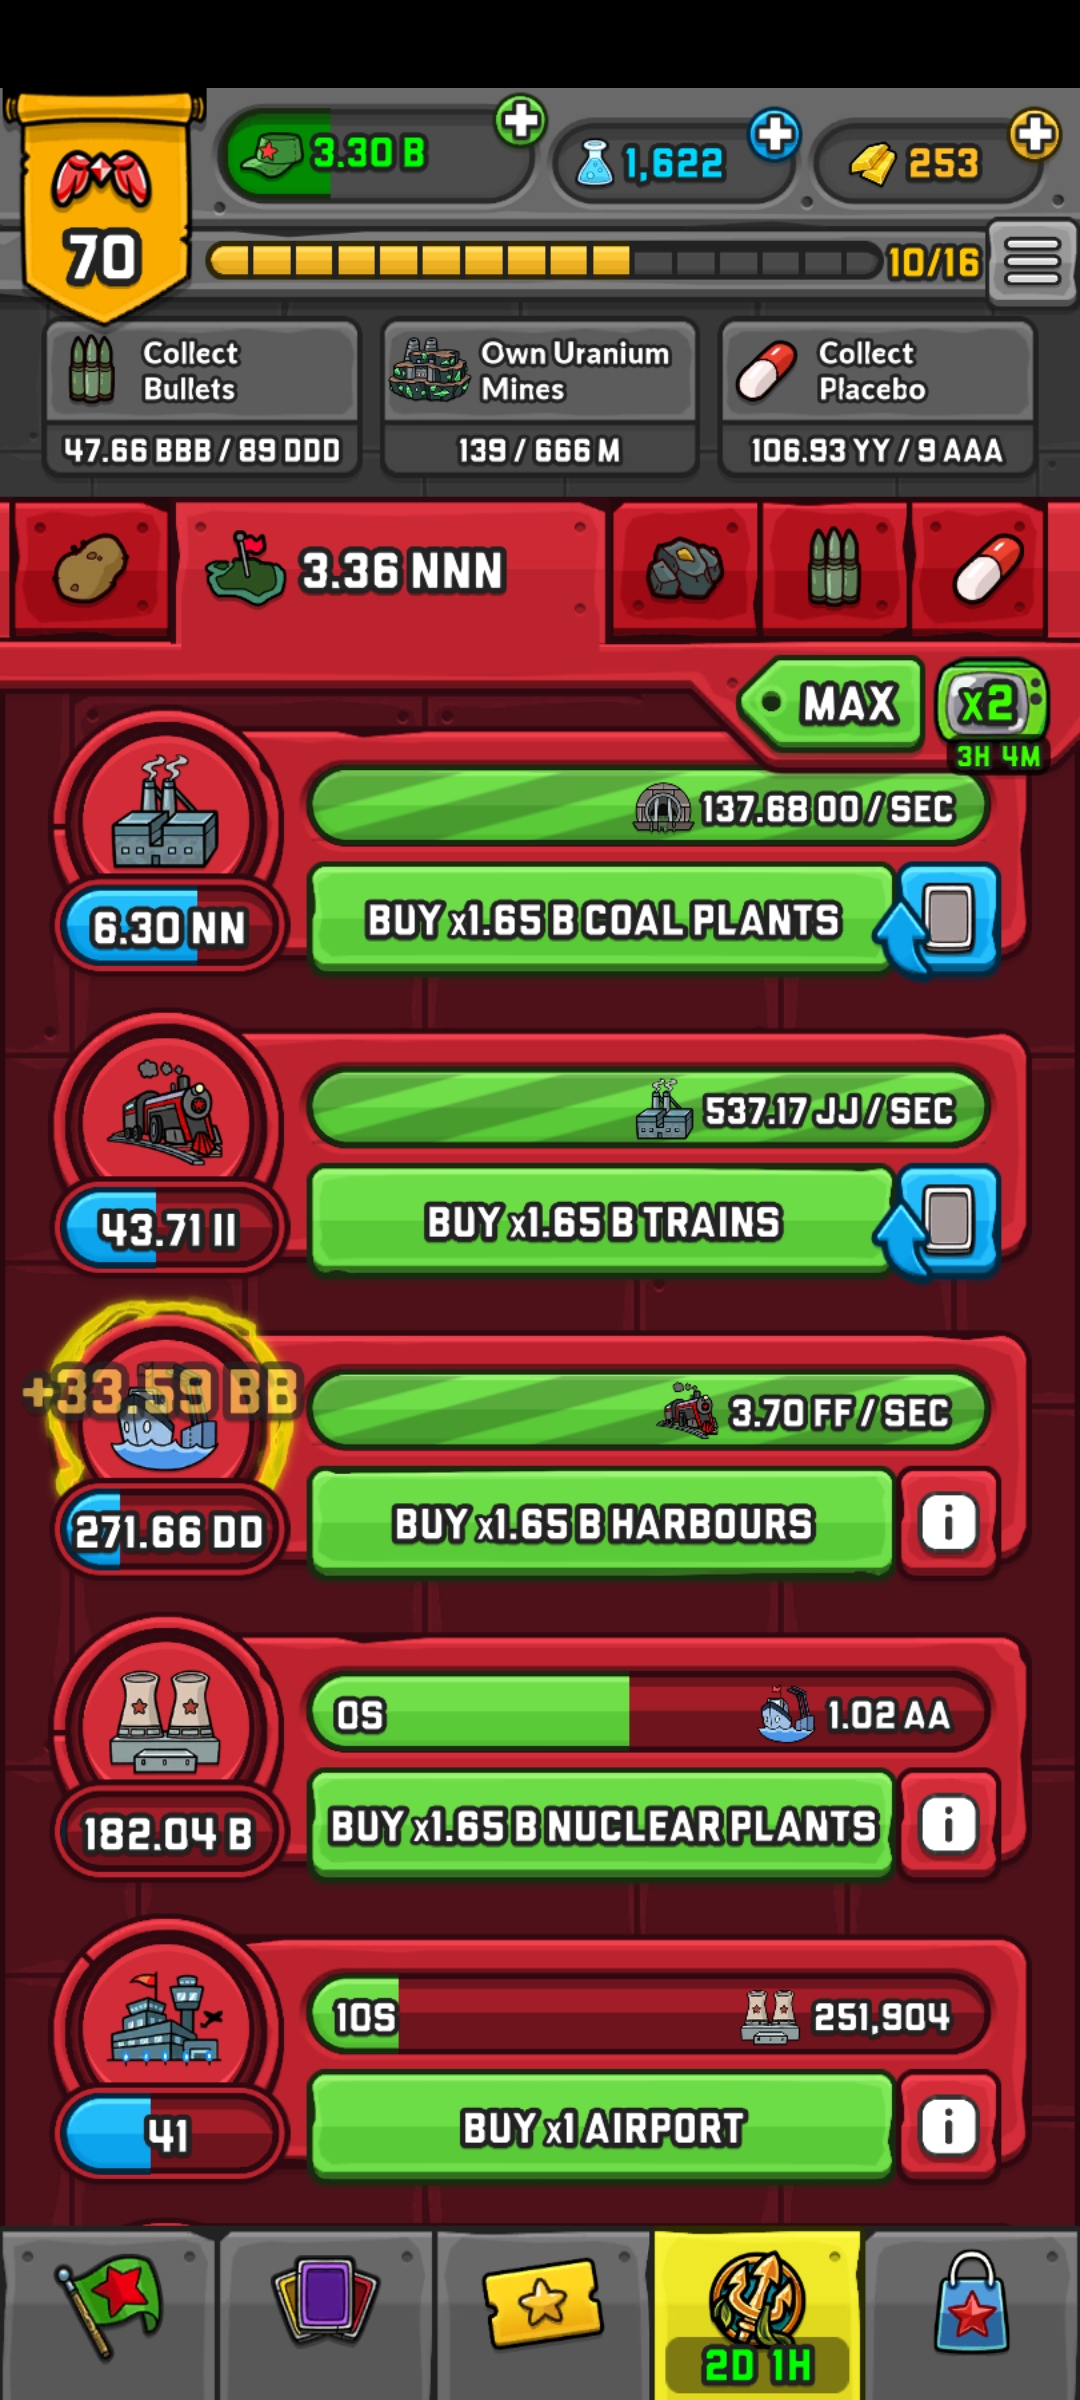 3.30 B
1,622
253
70
10/16
Collect
Bullets
47.66 BBB / 89 DDD
Own Uranium
Mines
139 / 666 M
Collect
Placebo
106.93 YY / 9 AAA
3.36 NNN
MAX
x2
3H 4M
137.68 OO / SEC
6.30 NN
BUY x1.65 B COAL PLANTS
537.17 JJ / SEC
43.71 II
BUY x1.65 B TRAINS
+33.59 BB
3.70 FF / SEC
271.66 DD
BUY x1.65 B HARBOURS
i
0S
1.02 AA
182.04 B
BUY x1.65 B NUCLEAR PLANTS
i
10S
251,904
41
BUY x1 AIRPORT
i
2D 1H